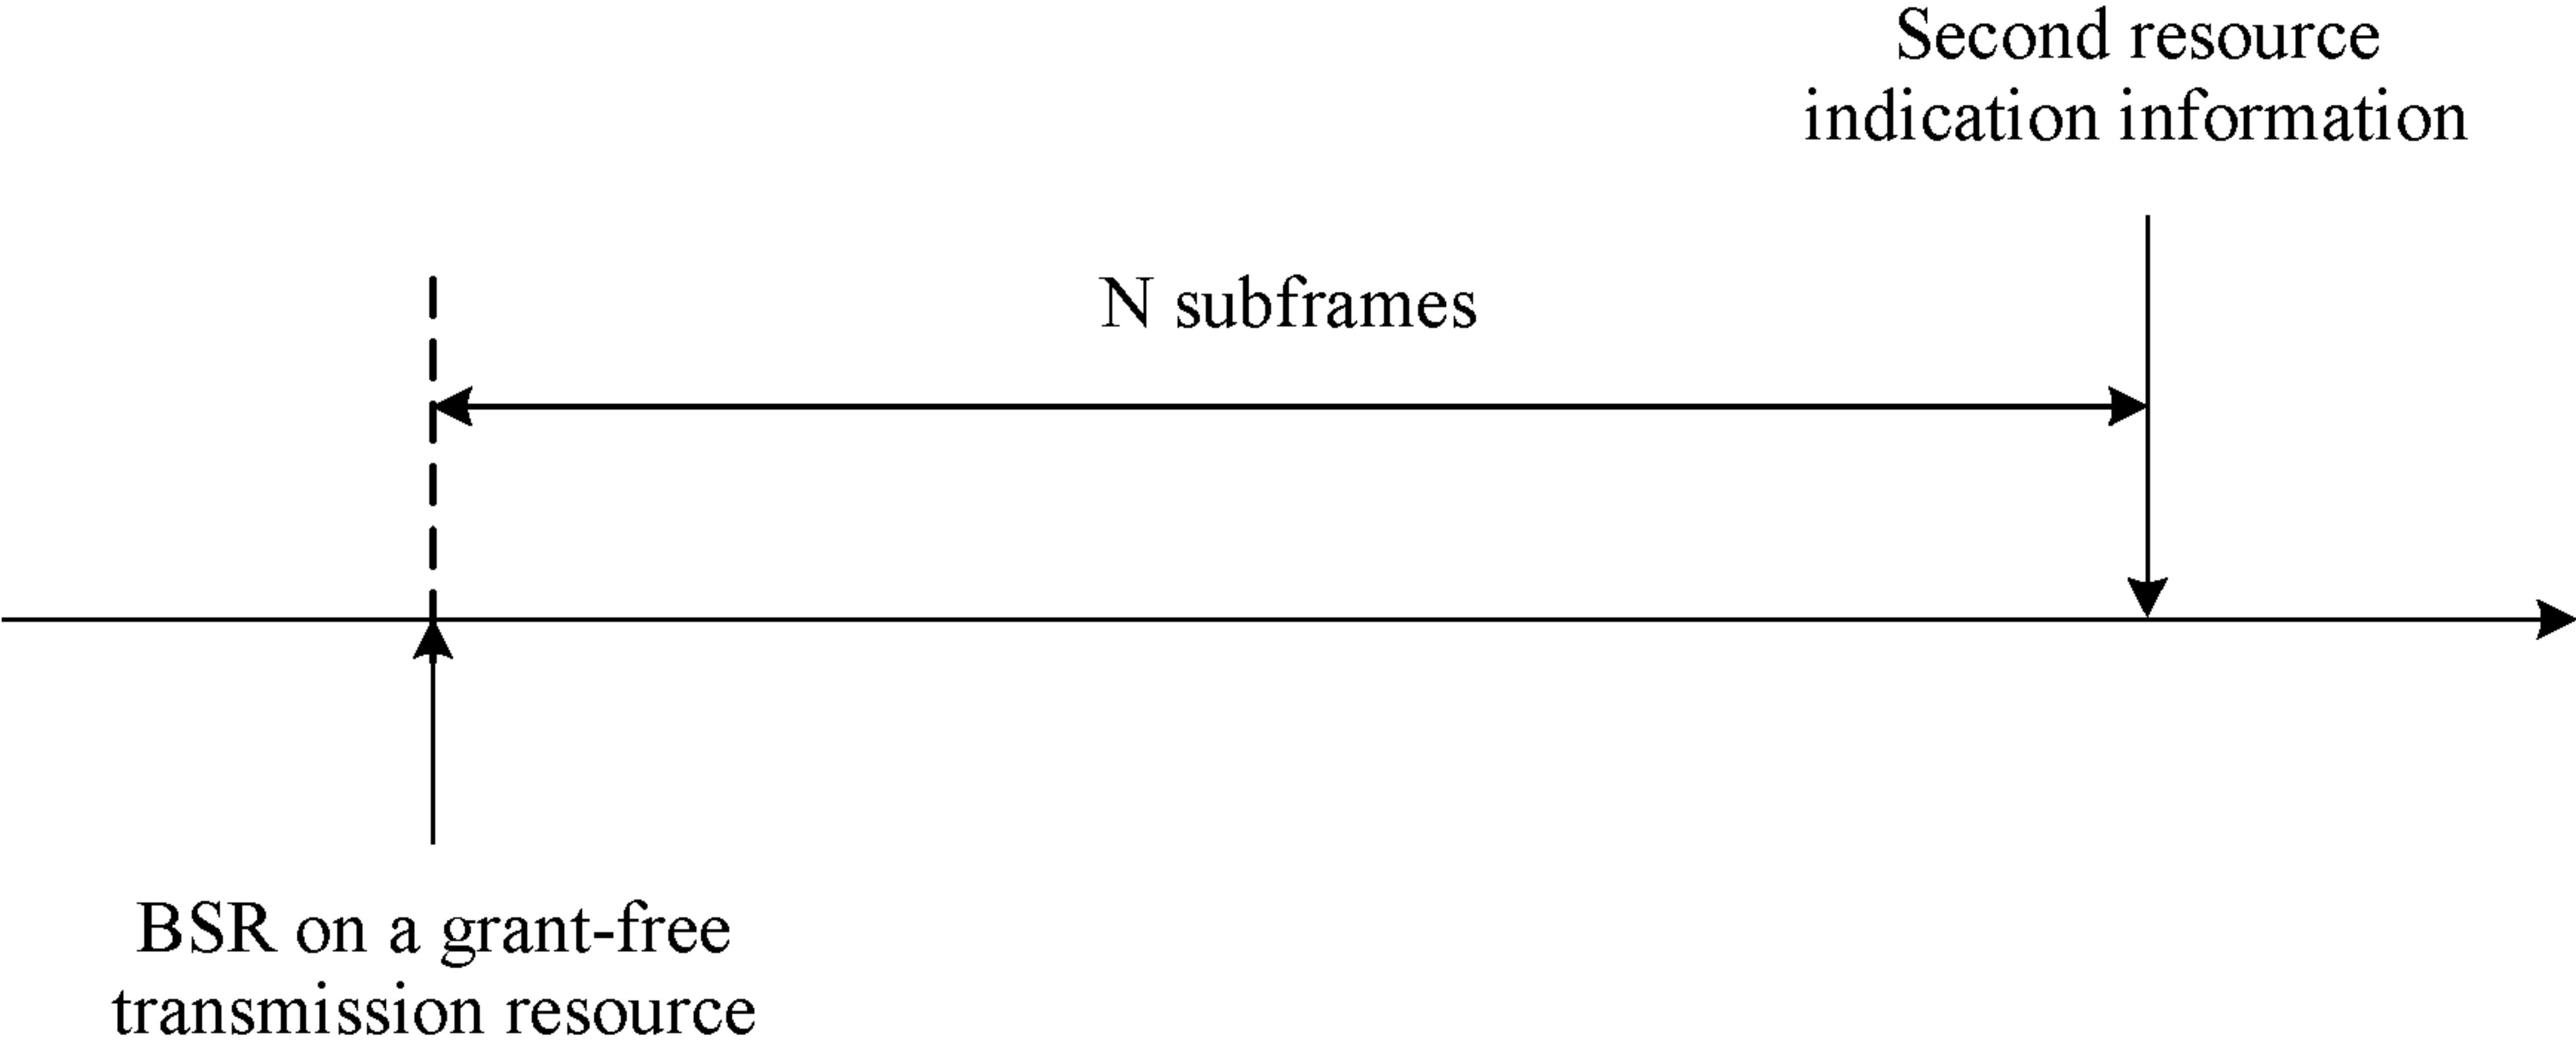 Second resource
indication information
N subframes
BSR on a grant-free
transmission resource